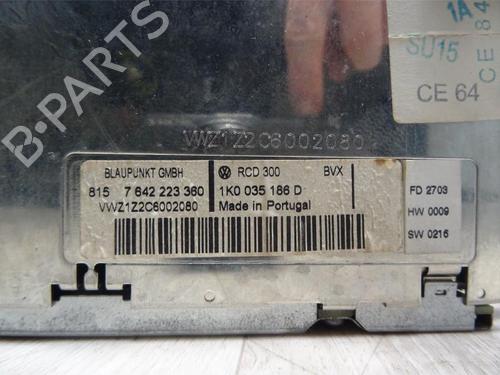 1A
SU15
CE 84
CE 64
B-PARTS
VWZ1Z2C6002080
BLAUPUNKT GMBH
RCD 300
BVX
815 7 642 223 360
1K0 035 186 D
FD 2703
VWZ1Z2C6002080
Made in Portugal
HW 0009
SW 0216